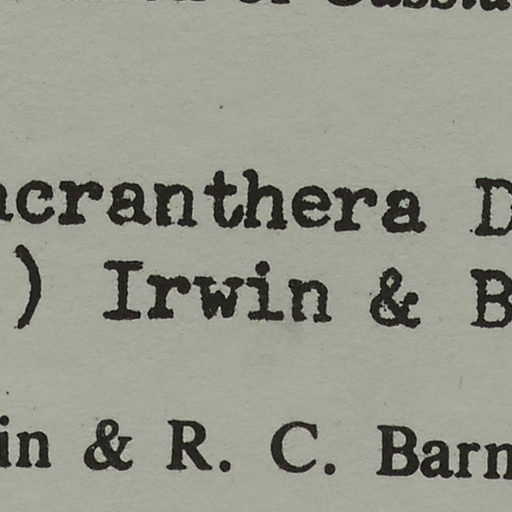 acranthera D
) Irwin & B
in & R. C. Barn